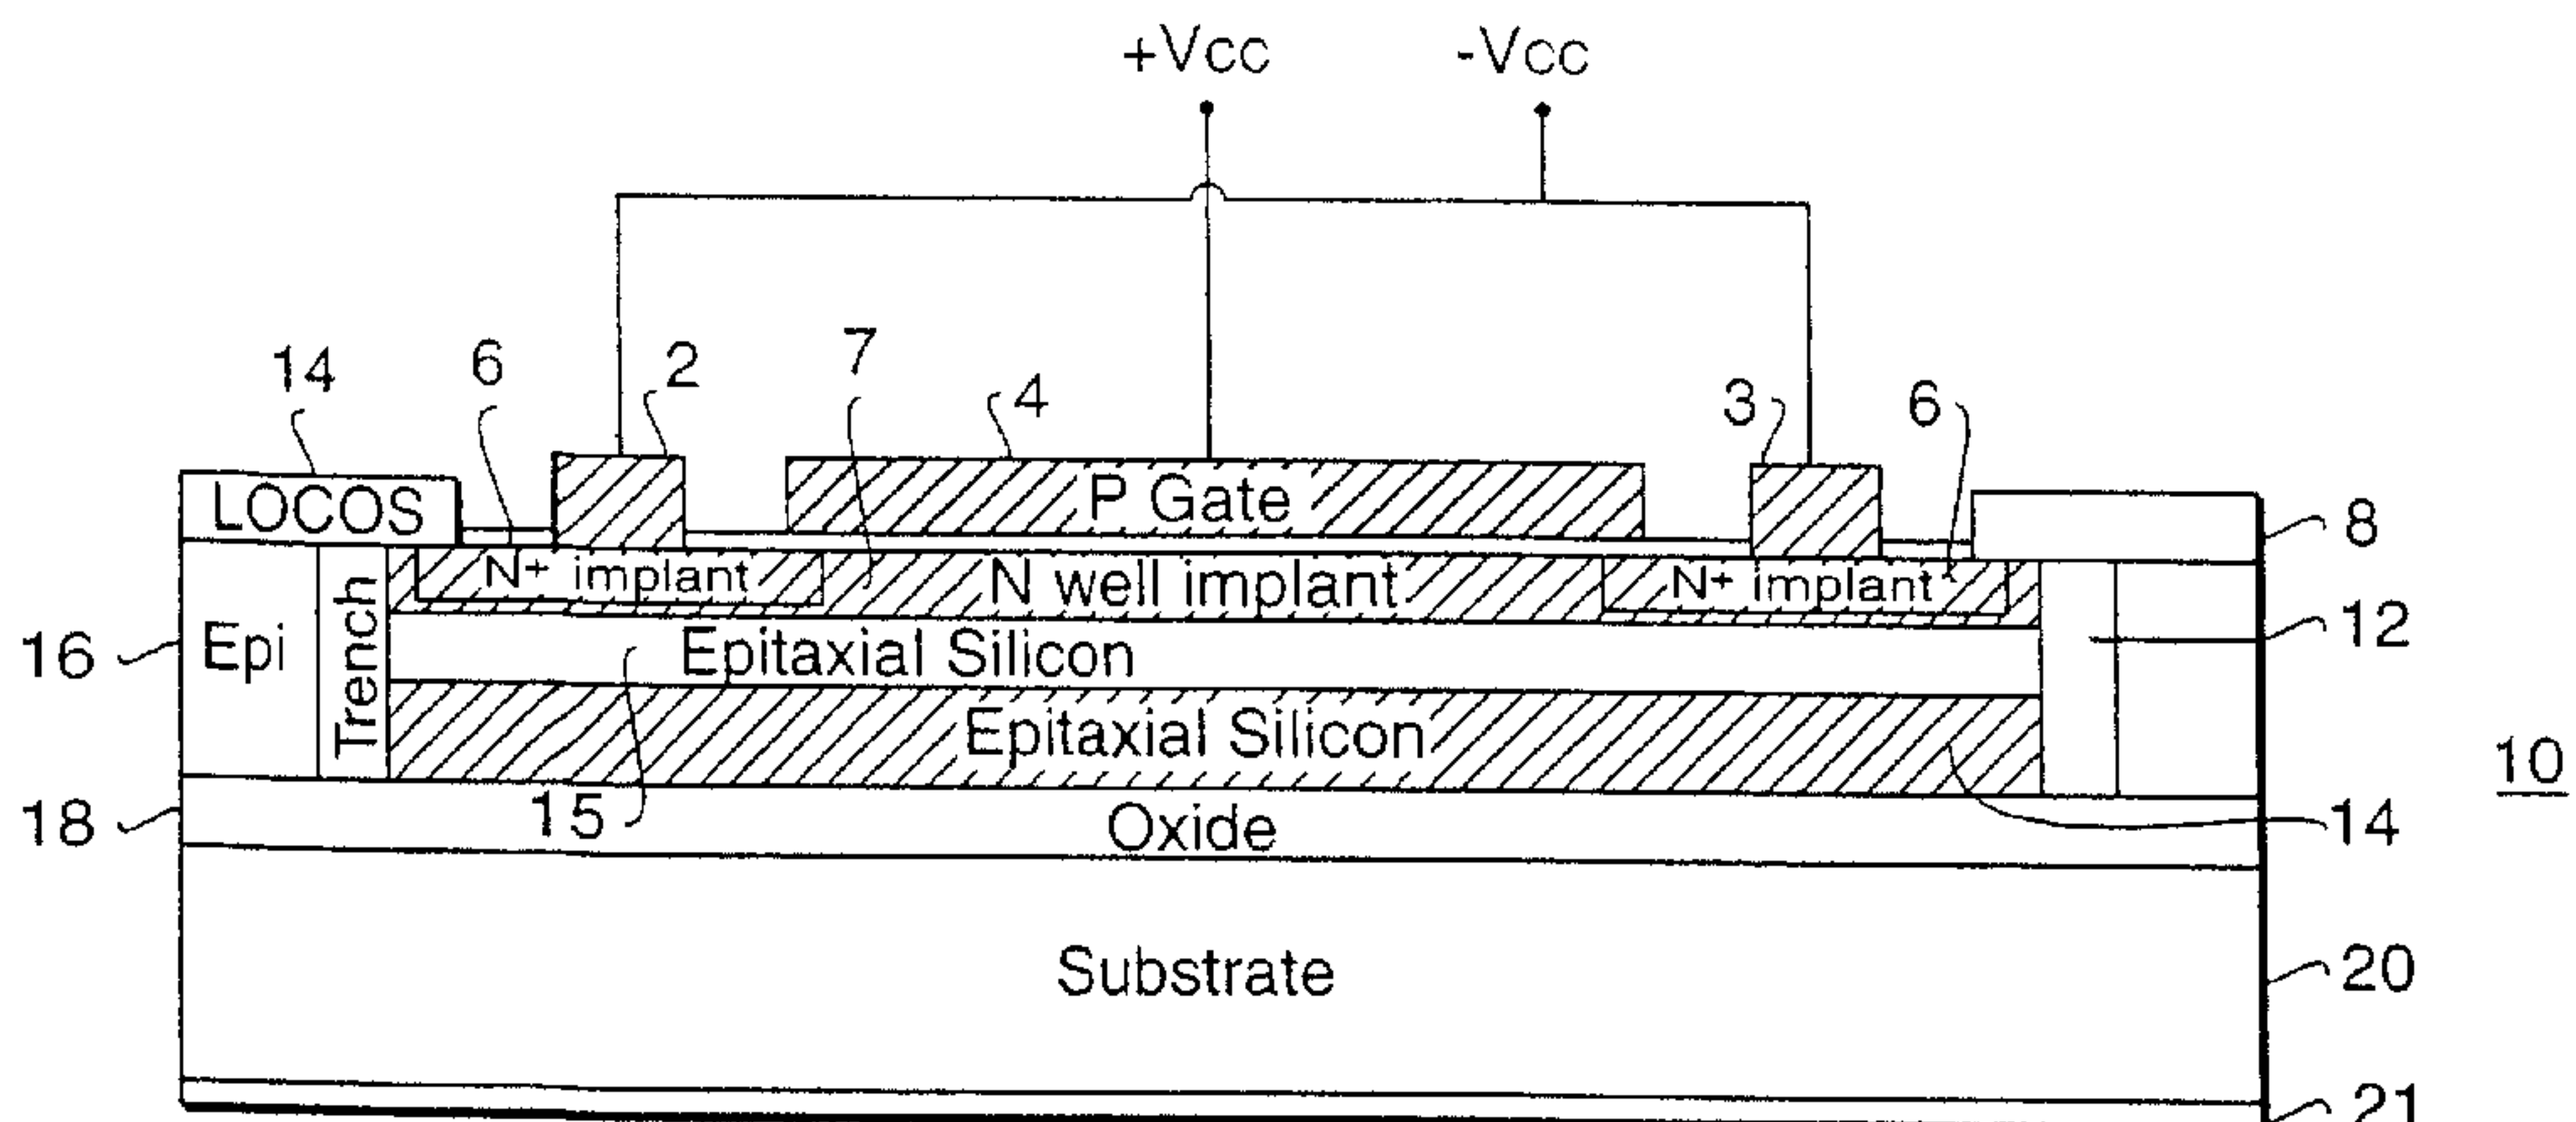 +Vcc -Vcc
14 6 2 7 4 3 6
LOCOS P Gate 8
N+ implant N well implant N+ implant
16 Epi Trench Epitaxial Silicon 12
Epitaxial Silicon 10
18 15 Oxide 14
Substrate 20
21